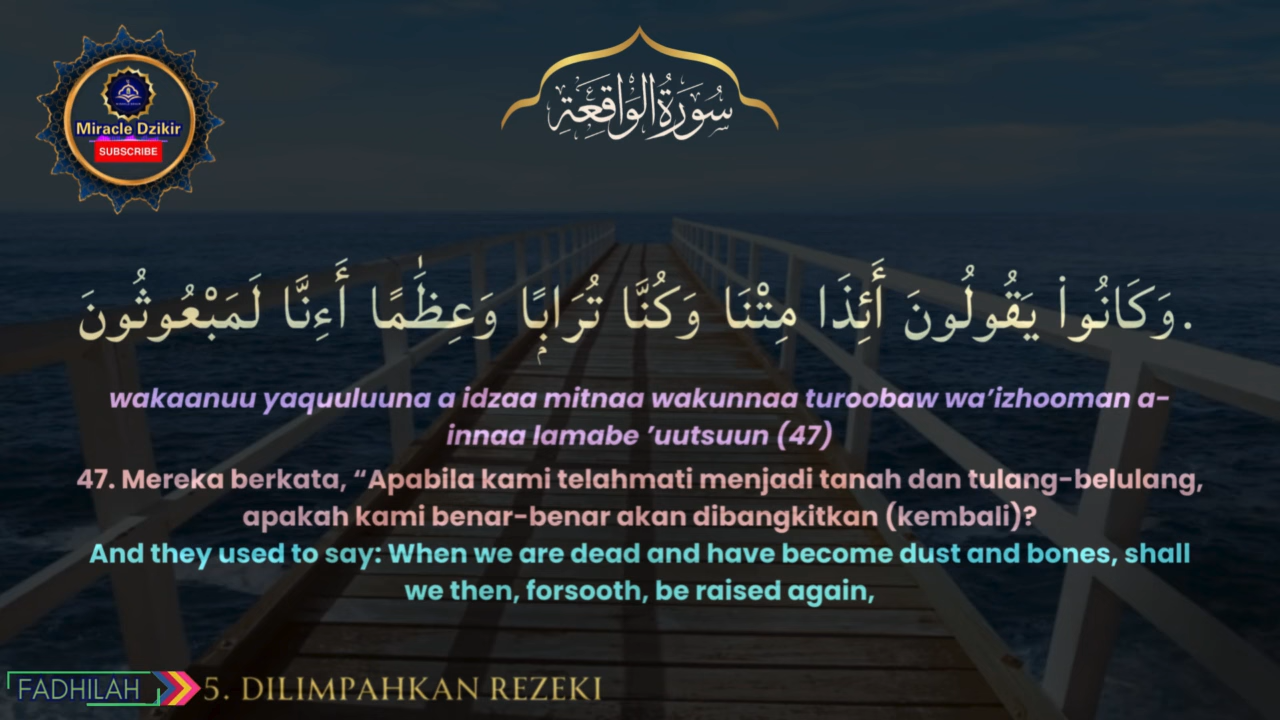 Miracle Dzikir
SUBSCRIBE
سُورَةُ الْوَاقِعَةِ
وَكَانُوا۟ يَقُولُونَ أَئِذَا مِتْنَا وَكُنَّا تُرَابًۭا وَعِظَٰمًا أَءِنَّا لَمَبْعُوثُونَ.
wakaanuu yaquuluuna a idzaa mitnaa wakunnaa turoobaw wa’izhooman a-
innaa lamabe ’uutsuun (47)
47. Mereka berkata, “Apabila kami telahmati menjadi tanah dan tulang-belulang,
apakah kami benar-benar akan dibangkitkan (kembali)?
And they used to say: When we are dead and have become dust and bones, shall
we then, forsooth, be raised again,
FADHILAH 5. DILIMPAHKAN REZEKI